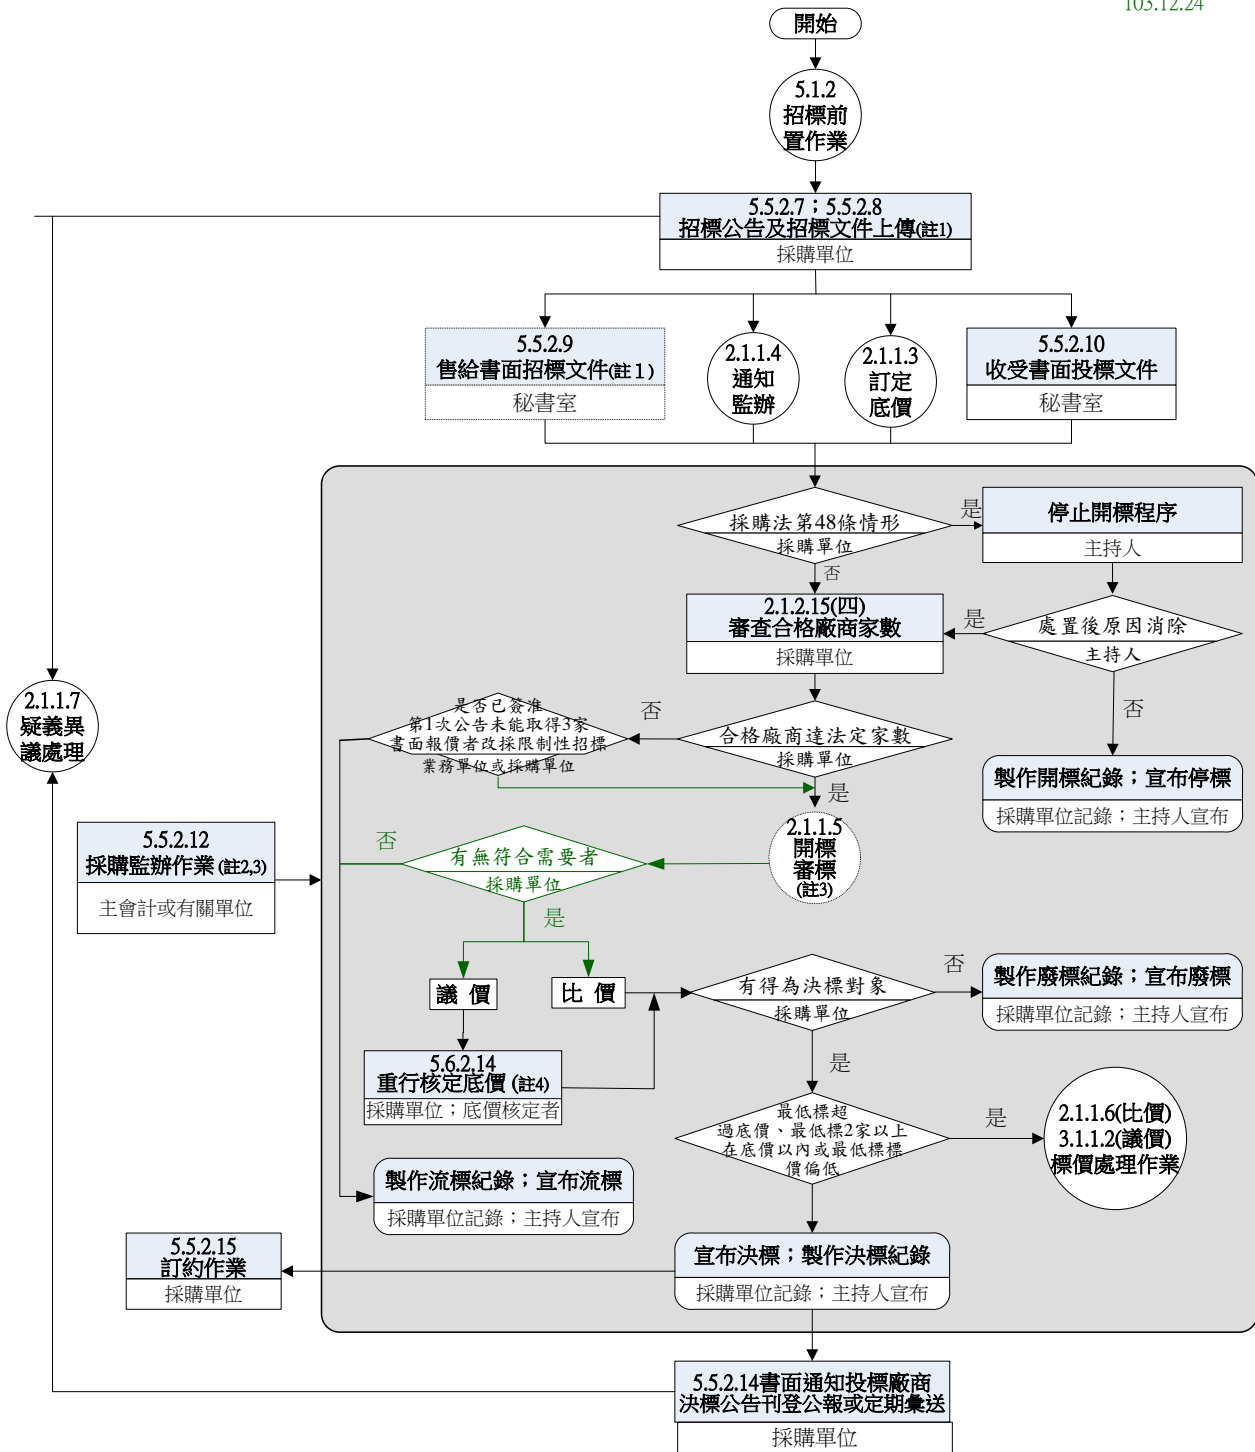 103.12.24
開始
5.1.2
招標前
置作業
5.5.2.7；5.5.2.8
招標公告及招標文件上傳(註1)
採購單位
5.5.2.9
售給書面招標文件(註1)
秘書室
2.1.1.4
通知
監辦
2.1.1.3
訂定
底價
5.5.2.10
收受書面投標文件
秘書室
採購法第48條情形
採購單位
是
否
停止開標程序
主持人
2.1.2.15(四)
審查合格廠商家數
採購單位
是
處置後原因消除
主持人
否
2.1.1.7
疑義異
議處理
是否已簽准
第1次公告未能取得3家
書面報價者改採限制性招標
業務單位或採購單位
否
合格廠商達法定家數
採購單位
是
製作開標紀錄；宣布停標
採購單位記錄；主持人宣布
5.5.2.12
採購監辦作業(註2,3)
主會計或有關單位
否
有無符合需要者
採購單位
是
2.1.1.5
開標
審標
(註3)
議 價
比 價
有得為決標對象
採購單位
否
是
製作廢標紀錄；宣布廢標
採購單位記錄；主持人宣布
5.6.2.14
重行核定底價(註4)
採購單位；底價核定者
最低標超
過底價、最低標2家以上
在底價以內或最低標標
價偏低
是
2.1.1.6(比價)
3.1.1.2(議價)
標價處理作業
製作流標紀錄；宣布流標
採購單位記錄；主持人宣布
5.5.2.15
訂約作業
採購單位
宣布決標；製作決標紀錄
採購單位記錄；主持人宣布
5.5.2.14書面通知投標廠商
決標公告刊登公報或定期彙送
採購單位